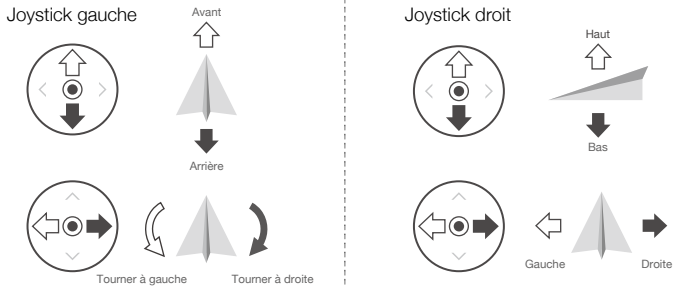 Joystick gauche
Avant
Arrière
Tourner à gauche
Tourner à droite
Joystick droit
Haut
Bas
Gauche
Droite